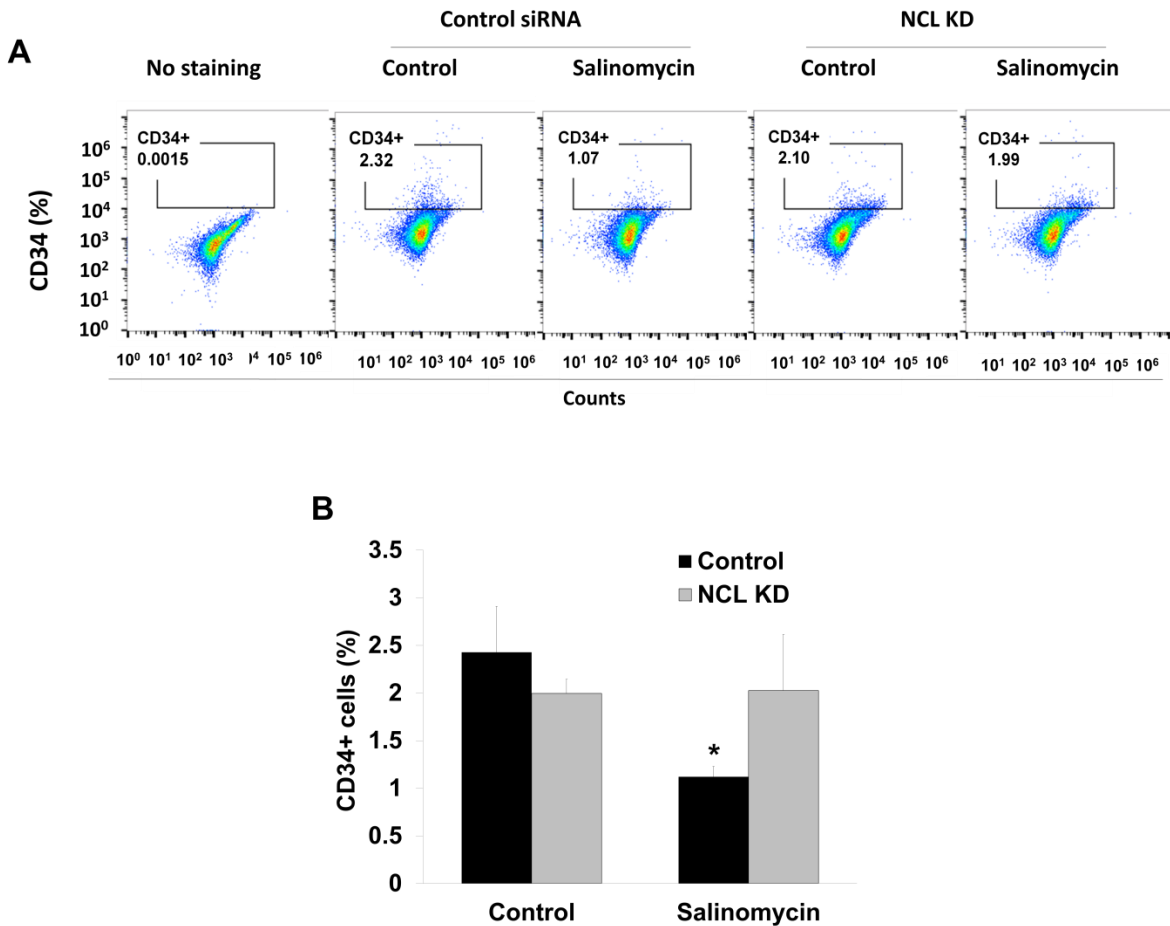 A
Control siRNA NCL KD
No staining Control Salinomycin Control Salinomycin
CD34+ CD34+ CD34+ CD34+ CD34+
0.0015 2.32 1.07 2.10 1.99
CD34 (%)
10⁶
10⁵
10⁴
10³
10²
10¹
10⁰
10⁰ 10¹ 10² 10³ )⁴ 10⁵ 10⁶ 10¹ 10² 10³ 10⁴ 10⁵ 10⁶ 10¹ 10² 10³ 10⁴ 10⁵ 10⁶ 10¹ 10² 10³ 10⁴ 10⁵ 10⁶ 10¹ 10² 10³ 10⁴ 10⁵ 10⁶
Counts
B
CD34+ cells (%)
3.5
3
2.5
2
1.5
1
0.5
0
Control
NCL KD
*
Control Salinomycin